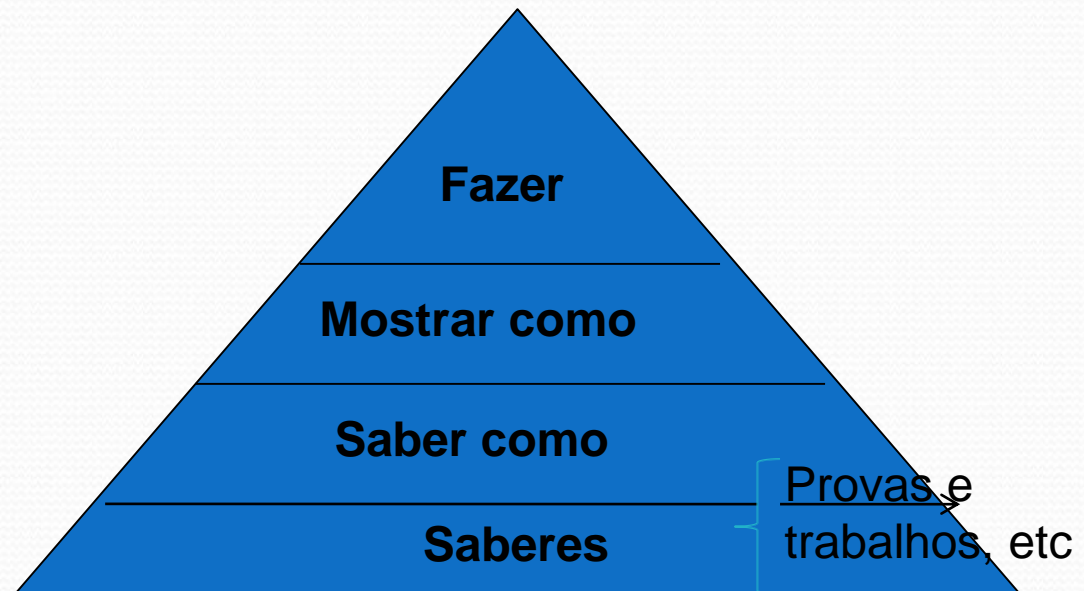 Fazer
Mostrar como
Saber como
Provas e
trabalhos, etc
Saberes